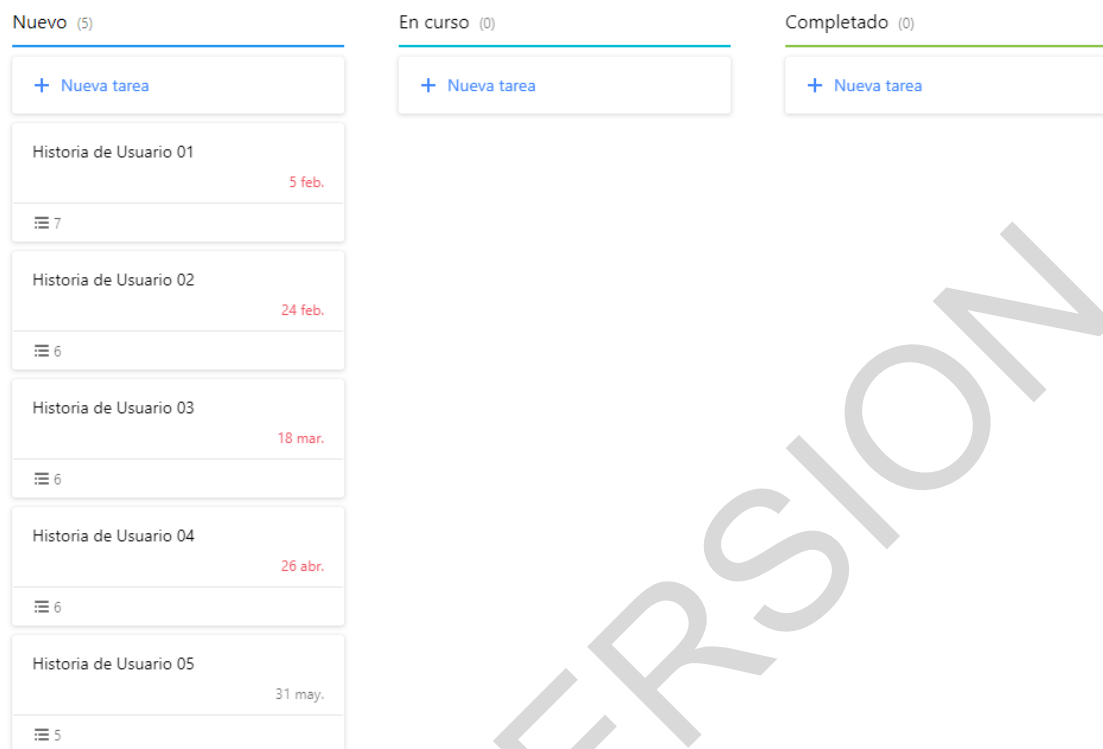 Nuevo (5)
+ Nueva tarea
Historia de Usuario 01
5 feb.
7
Historia de Usuario 02
24 feb.
6
Historia de Usuario 03
18 mar.
6
Historia de Usuario 04
26 abr.
6
Historia de Usuario 05
31 may.
5
En curso (0)
+ Nueva tarea
Completado (0)
+ Nueva tarea
ERSION